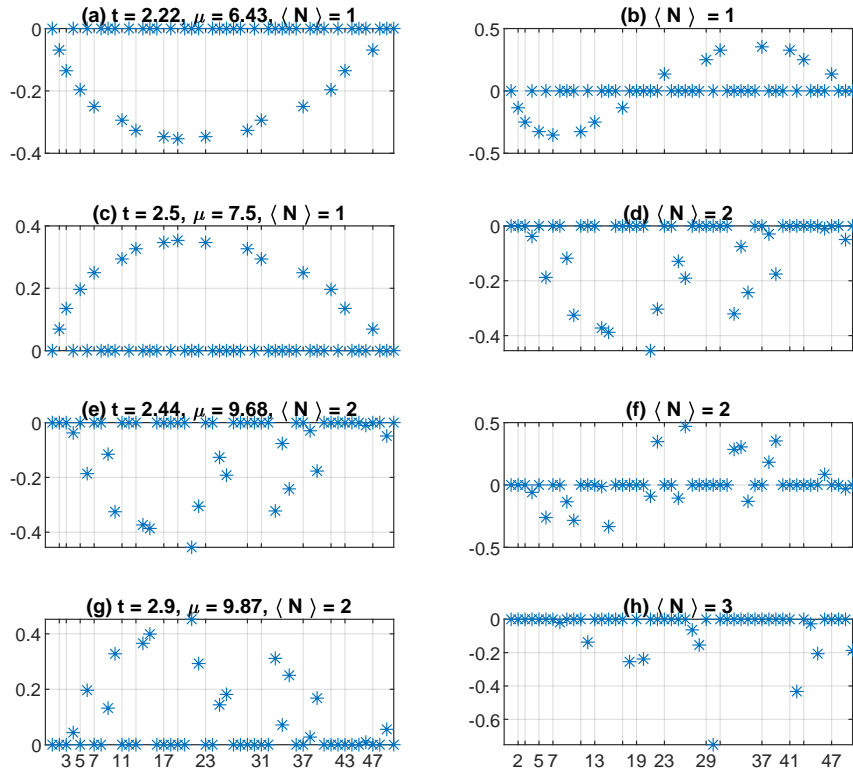 (a) t = 2.22, μ = 6.43, ⟨ N ⟩ = 1
(b) ⟨ N ⟩ = 1
0
-0.2
-0.4
0.5
0
-0.5
(c) t = 2.5, μ = 7.5, ⟨ N ⟩ = 1
(d) ⟨ N ⟩ = 2
0.4
0.2
0
0
-0.2
-0.4
(e) t = 2.44, μ = 9.68, ⟨ N ⟩ = 2
(f) ⟨ N ⟩ = 2
0
-0.2
-0.4
0.5
0
-0.5
(g) t = 2.9, μ = 9.87, ⟨ N ⟩ = 2
(h) ⟨ N ⟩ = 3
0.4
0.2
0
0
-0.2
-0.4
-0.6
3 5 7 11 13 19 23 31 37 43 47
2 5 7 13 19 23 29 37 41 47